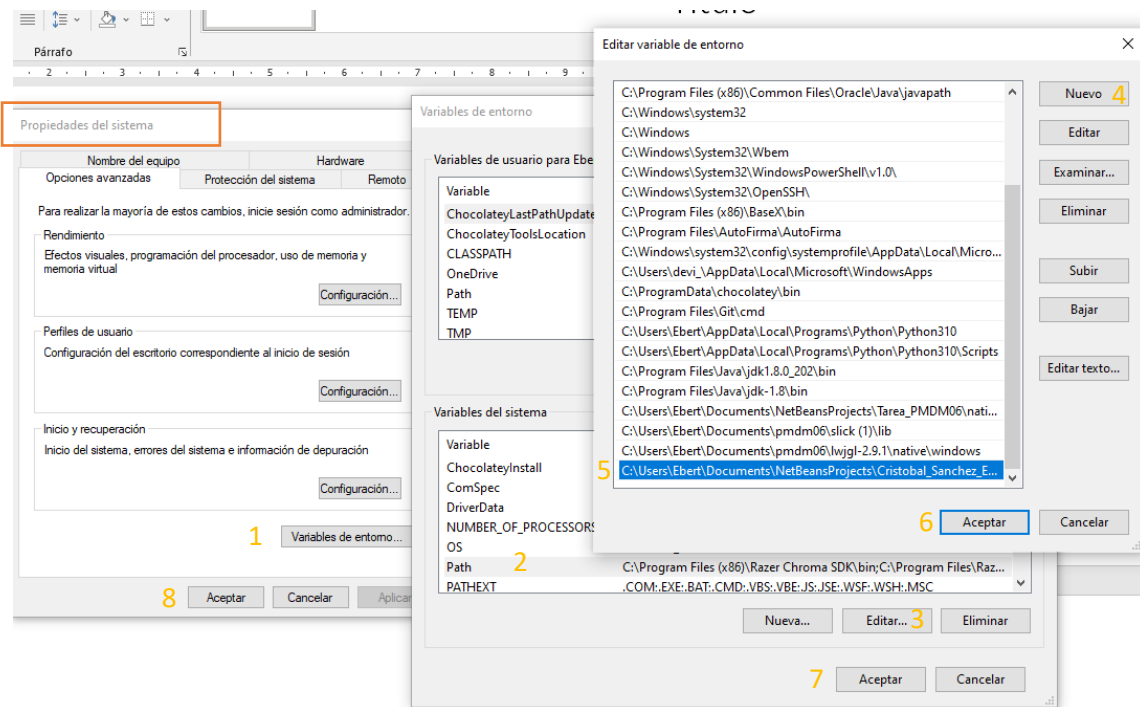 Párrafo
2 3 4 5 6 7 8 9
Propiedades del sistema
Nombre del equipo Hardware
Opciones avanzadas Protección del sistema Remoto
Para realizar la mayoría de estos cambios, inicie sesión como administrador.
Rendimiento
Efectos visuales, programación del procesador, uso de memoria y
memoria virtual
Configuración...
Perfiles de usuario
Configuración del escritorio correspondiente al inicio de sesión
Configuración...
Inicio y recuperación
Inicio del sistema, errores del sistema e información de depuración
Configuración...
1 Variables de entorno...
8 Aceptar Cancelar Aplicar
Variables de entorno
Variables de usuario para Ebe
Variable
ChocolateyLastPathUpdate
ChocolateyToolsLocation
CLASSPATH
OneDrive
Path
TEMP
TMP
Variables del sistema
Variable
ChocolateyInstall
ComSpec
DriverData
NUMBER_OF_PROCESSORS
OS
2
Path C:\Program Files (x86)\Razer Chroma SDK\bin;C:\Program Files\Raz...
PATHEXT .COM;.EXE;.BAT;.CMD;.VBS;.VBE;.JS;.JSE;.WSF;.WSH;.MSC
Nueva... Editar... 3 Eliminar
7 Aceptar Cancelar
Editar variable de entorno
C:\Program Files (x86)\Common Files\Oracle\Java\javapath
C:\Windows\system32
C:\Windows
C:\Windows\System32\Wbem
C:\Windows\System32\WindowsPowerShell\v1.0\
C:\Windows\System32\OpenSSH\
C:\Program Files (x86)\BaseX\bin
C:\Program Files\AutoFirma\AutoFirma
C:\Windows\system32\config\systemprofile\AppData\Local\Micro...
C:\Users\devi_\AppData\Local\Microsoft\WindowsApps
C:\ProgramData\chocolatey\bin
C:\Program Files\Git\cmd
C:\Users\Ebert\AppData\Local\Programs\Python\Python310
C:\Users\Ebert\AppData\Local\Programs\Python\Python310\Scripts
C:\Program Files\Java\jdk1.8.0_202\bin
C:\Program Files\Java\jdk-1.8\bin
C:\Users\Ebert\Documents\NetBeansProjects\Tarea_PMDM06\nati...
C:\Users\Ebert\Documents\pmdm06\slick (1)\lib
C:\Users\Ebert\Documents\pmdm06\lwjgl-2.9.1\native\windows
5 C:\Users\Ebert\Documents\NetBeansProjects\Cristobal_Sanchez_E...
Nuevo 4
Editar
Examinar...
Eliminar
Subir
Bajar
Editar texto...
6 Aceptar Cancelar